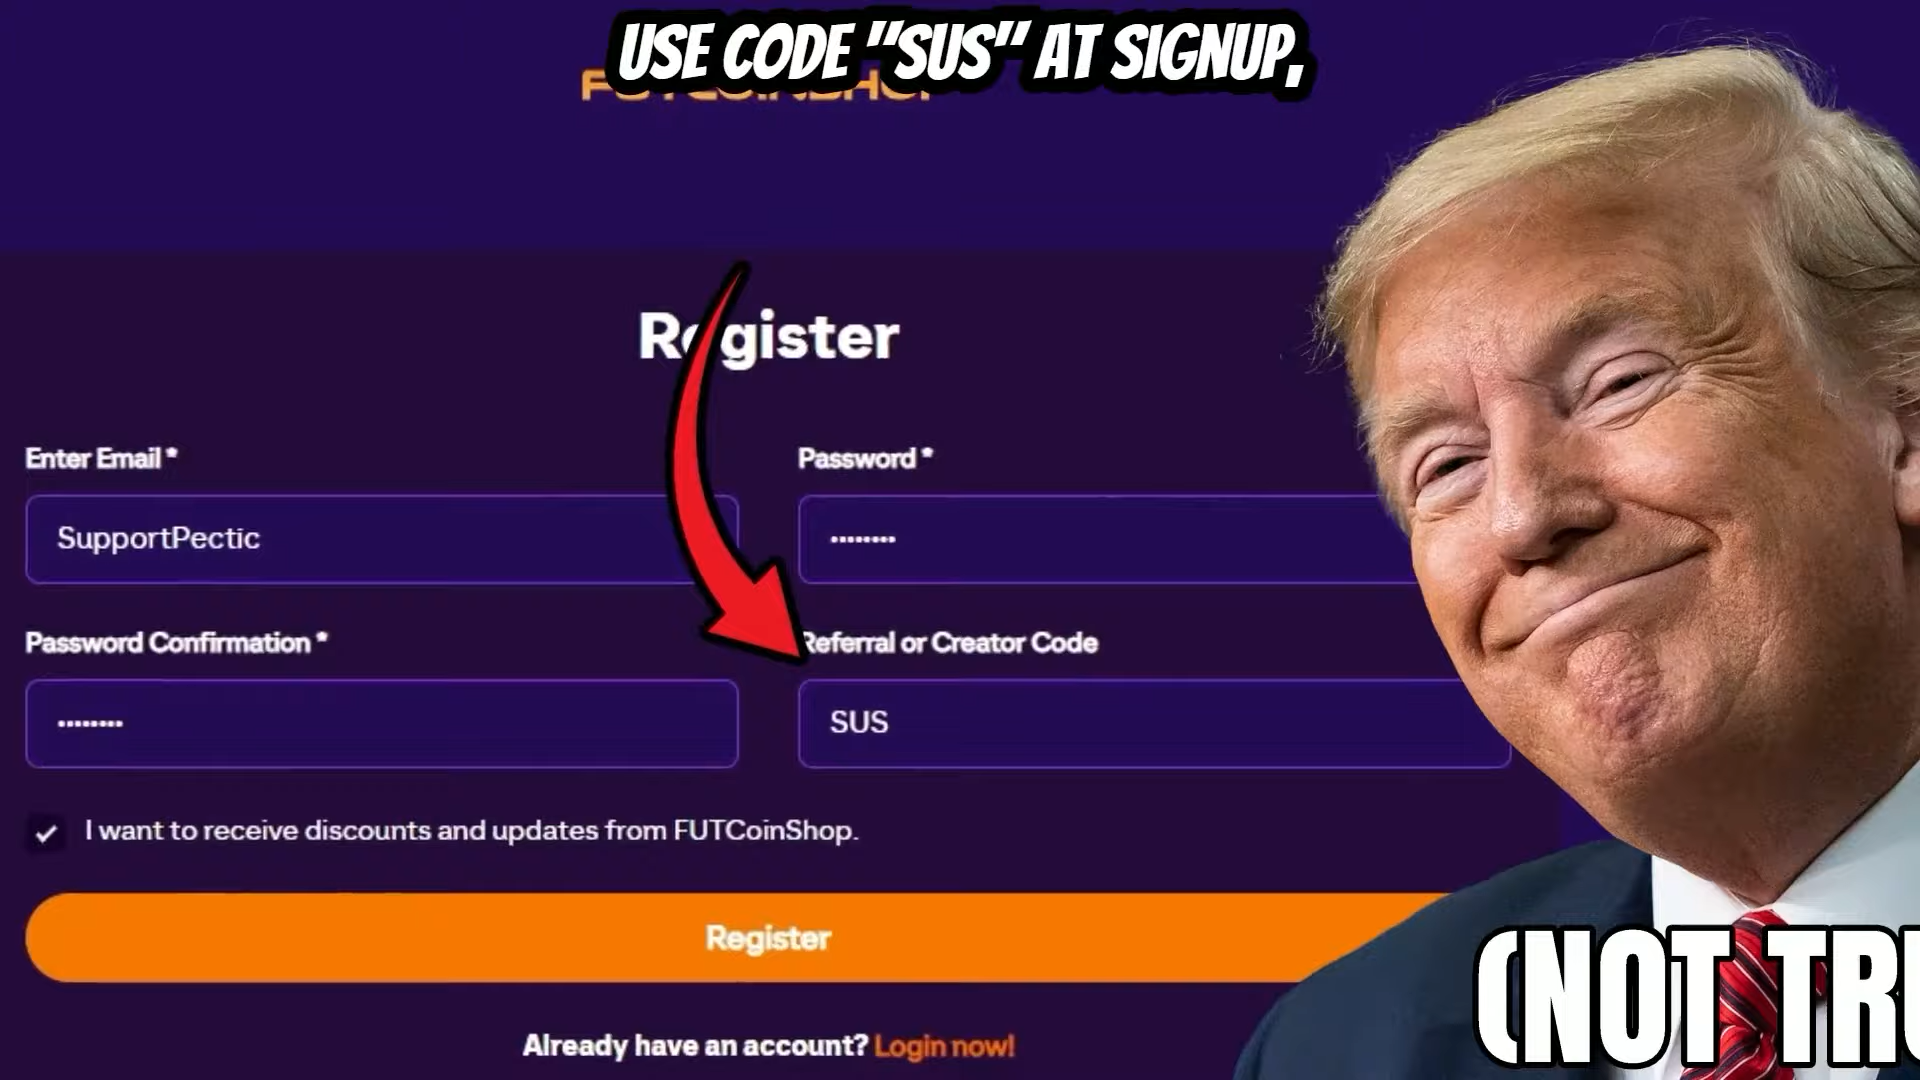 USE CODE "SUS" AT SIGNUP,
Register
Enter Email *
Password *
SupportPectic
Password Confirmation *
Referral or Creator Code
SUS
I want to receive discounts and updates from FUTCoinShop.
Register
Already have an account? Login now!
(NOT